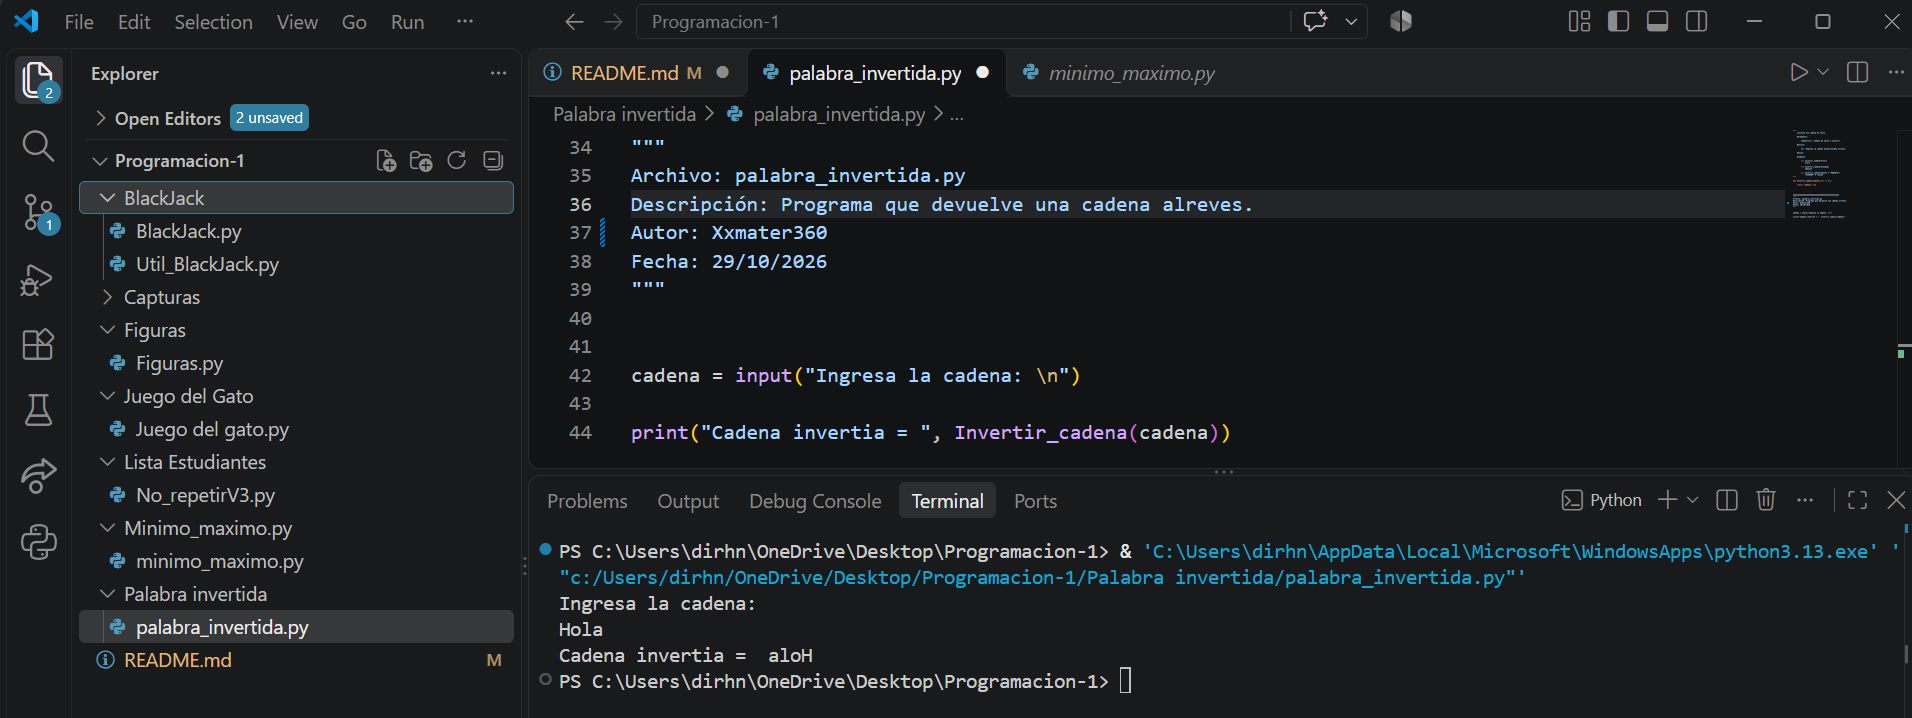 File Edit Selection View Go Run ...
Programacion-1
Explorer
2
Open Editors 2 unsaved
Programacion-1
BlackJack
BlackJack.py
Util_BlackJack.py
1
Capturas
Figuras
Figuras.py
Juego del Gato
Juego del gato.py
Lista Estudiantes
No_repetirV3.py
Minimo_maximo.py
minimo_maximo.py
Palabra invertida
palabra_invertida.py
README.md M
README.md M palabra_invertida.py minimo_maximo.py
Palabra invertida > palabra_invertida.py > ...
34 """
35 Archivo: palabra_invertida.py
36 Descripción: Programa que devuelve una cadena alreves.
37 Autor: Xxmater360
38 Fecha: 29/10/2026
39 """
40
41
42 cadena = input("Ingresa la cadena: \n")
43
44 print("Cadena invertia = ", Invertir_cadena(cadena))
Problems Output Debug Console Terminal Ports
Python
PS C:\Users\dirhn\OneDrive\Desktop\Programacion-1> & 'C:\Users\dirhn\AppData\Local\Microsoft\WindowsApps\python3.13.exe' '
"c:/Users/dirhn/OneDrive/Desktop/Programacion-1/Palabra invertida/palabra_invertida.py"'
Ingresa la cadena:
Hola
Cadena invertia =  aloH
PS C:\Users\dirhn\OneDrive\Desktop\Programacion-1>